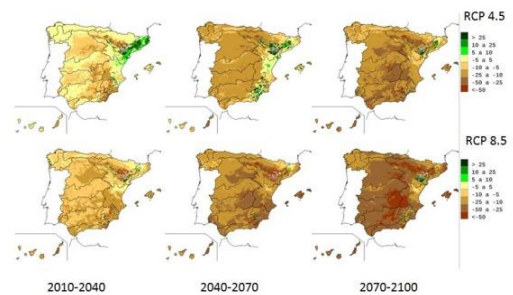 RCP 4.5
> 25
10 a 25
5 a 10
-5 a 5
-10 a -5
-25 a -10
-50 a -25
<-50
RCP 8.5
> 25
10 a 25
5 a 10
-5 a 5
-10 a -5
-25 a -10
-50 a -25
<-50
2010-2040
2040-2070
2070-2100